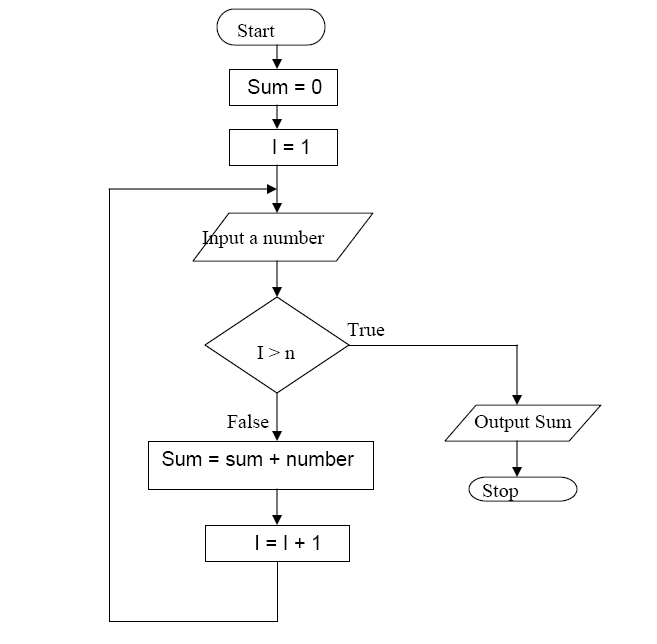 Start
Sum = 0
I = 1
Input a number
I > n
True
False
Output Sum
Sum = sum + number
Stop
I = I + 1